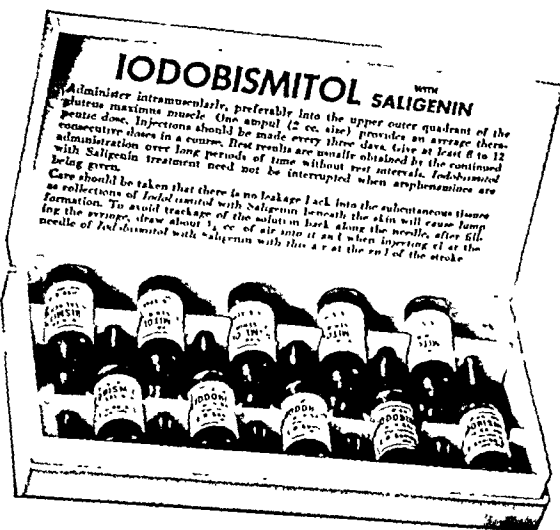 IODOBISMITOL WITH SALIGENIN
Administer intramuscularly, preferably into the upper outer quadrant of the
gluteus maximus muscle. One ampul (2 cc. size) provides an average thera-
peutic dose. Injections should be made every three days. Give at least 8 to 12
consecutive doses in a course. Best results are usually obtained by the continued
administration over long periods of time without rest intervals. Iodobismitol
with Saligenin treatment need not be interrupted when arsphenamines are
being given.
Care should be taken that there is no leakage back into the subcutaneous tissues
as collections of Iodobismitol with Saligenin beneath the skin will cause lump
formation. To avoid trackage of the solution back along the needle, after fill-
ing the syringe, draw about cc. of air into it and when injecting at the
needle of Iodobismitol with Saligenin with this air at the end of the stroke